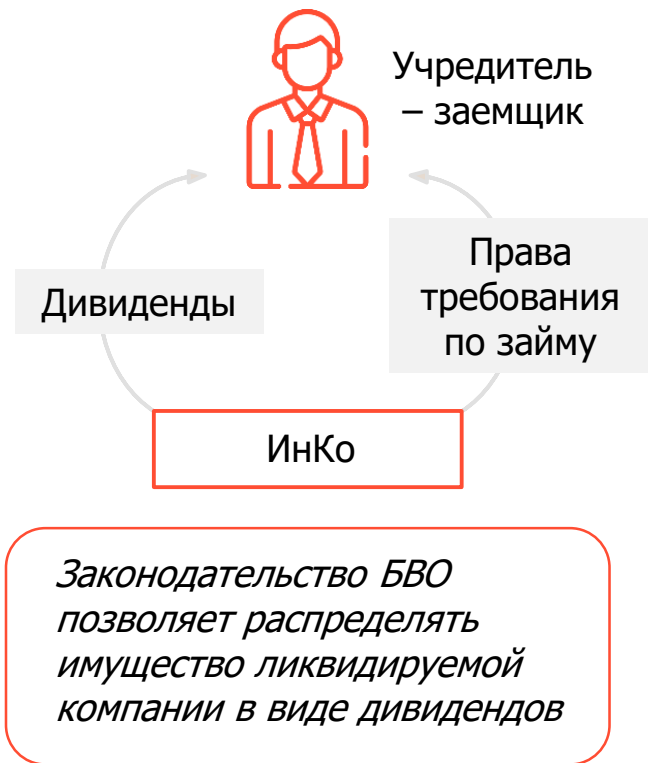 Учредитель
– заемщик
Дивиденды
Права
требования
по займу
ИнКо
Законодательство БВО
позволяет распределять
имущество ликвидируемой
компании в виде дивидендов